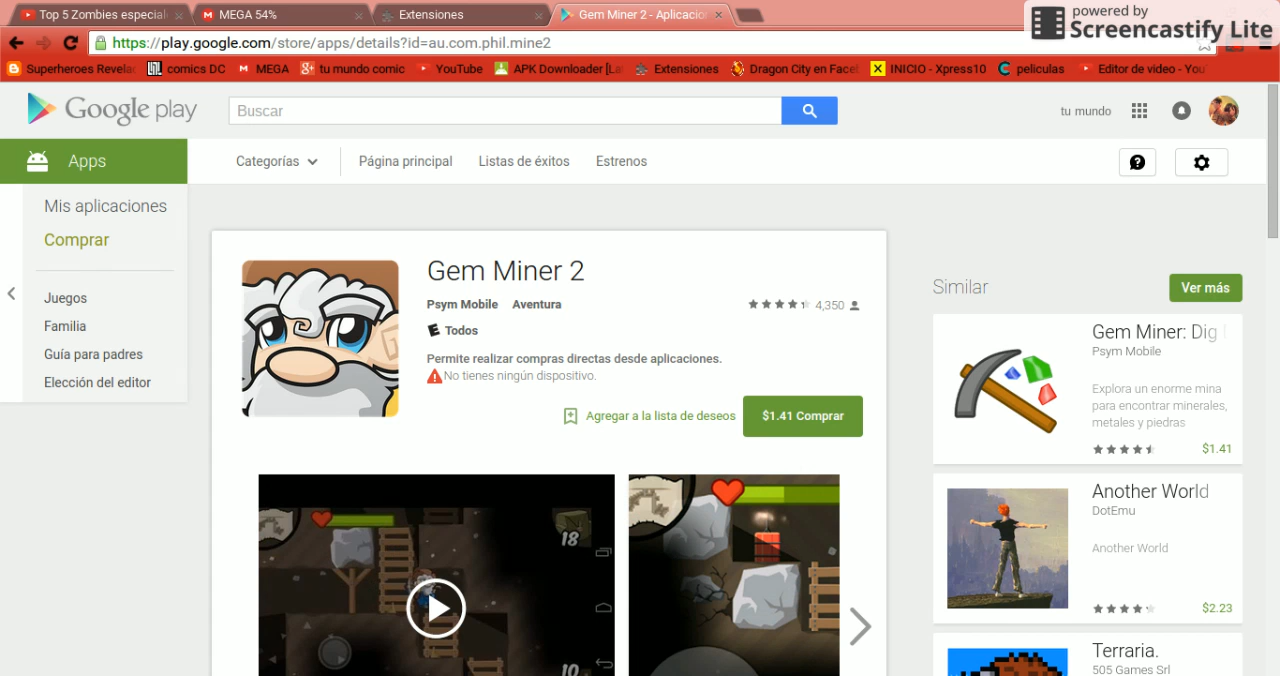 Top 5 Zombies especial
MEGA 54%
Extensiones
Gem Miner 2 - Aplicacio
powered by
Screencastify Lite
https://play.google.com/store/apps/details?id=au.com.phil.mine2
Superheroes Revela
comics DC
MEGA
tu mundo comic
YouTube
APK Downloader [La
Extensiones
Dragon City en Face
INICIO - Xpress10
peliculas
Editor de video - You
Google play
Buscar
tu mundo
Apps
Categorías
Página principal
Listas de éxitos
Estrenos
Mis aplicaciones
Comprar
Juegos
Familia
Guía para padres
Elección del editor
Gem Miner 2
Psym Mobile Aventura
4,350
E Todos
Permite realizar compras directas desde aplicaciones.
No tienes ningún dispositivo.
Agregar a la lista de deseos
$1.41 Comprar
18
10
Similar
Ver más
Gem Miner: Dig
Psym Mobile
Explora un enorme mina
para encontrar minerales,
metales y piedras
$1.41
Another World
DotEmu
Another World
$2.23
Terraria.
505 Games Srl